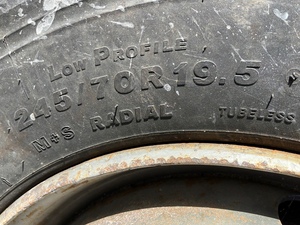 LOW PROFILE
245/70R19.5
M+S RADIAL TUBELESS